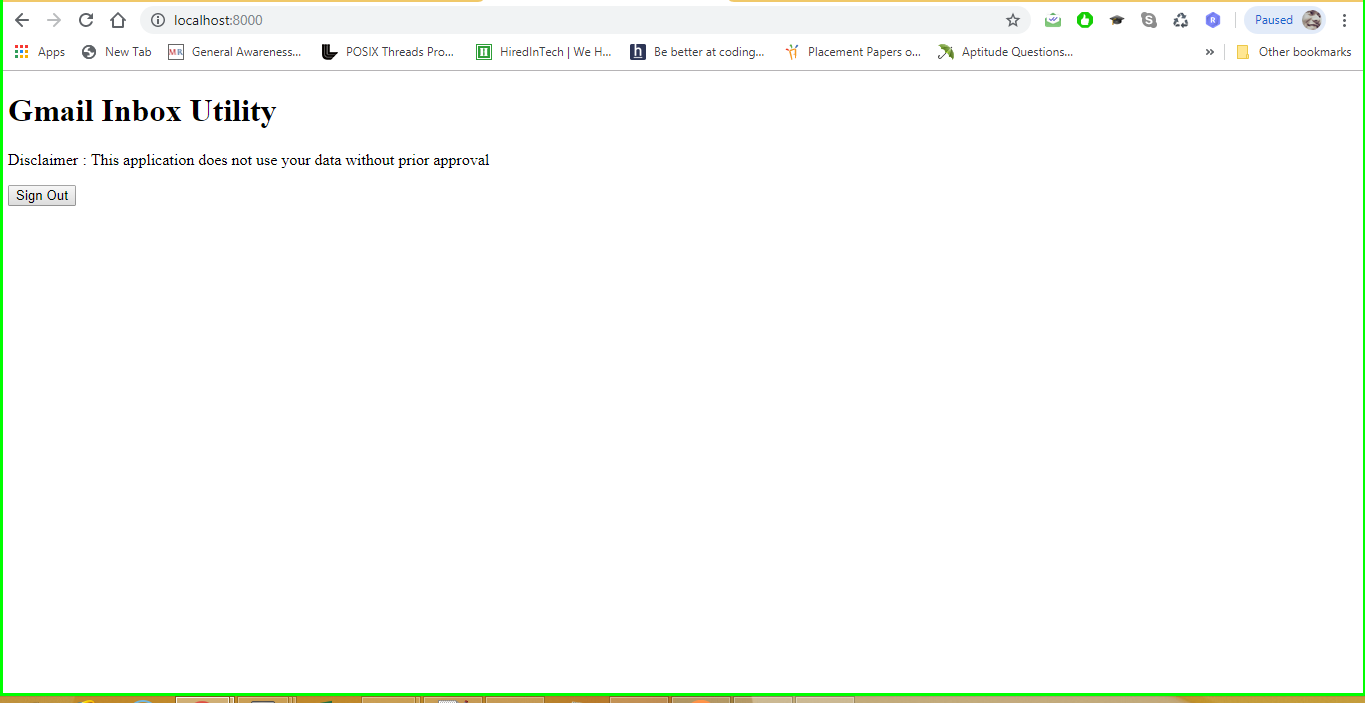 localhost:8000
Paused
Apps
New Tab
MR General Awareness...
POSIX Threads Pro...
HiredInTech | We H...
h Be better at coding...
Placement Papers o...
Aptitude Questions...
»
Other bookmarks
Gmail Inbox Utility
Disclaimer : This application does not use your data without prior approval
Sign Out